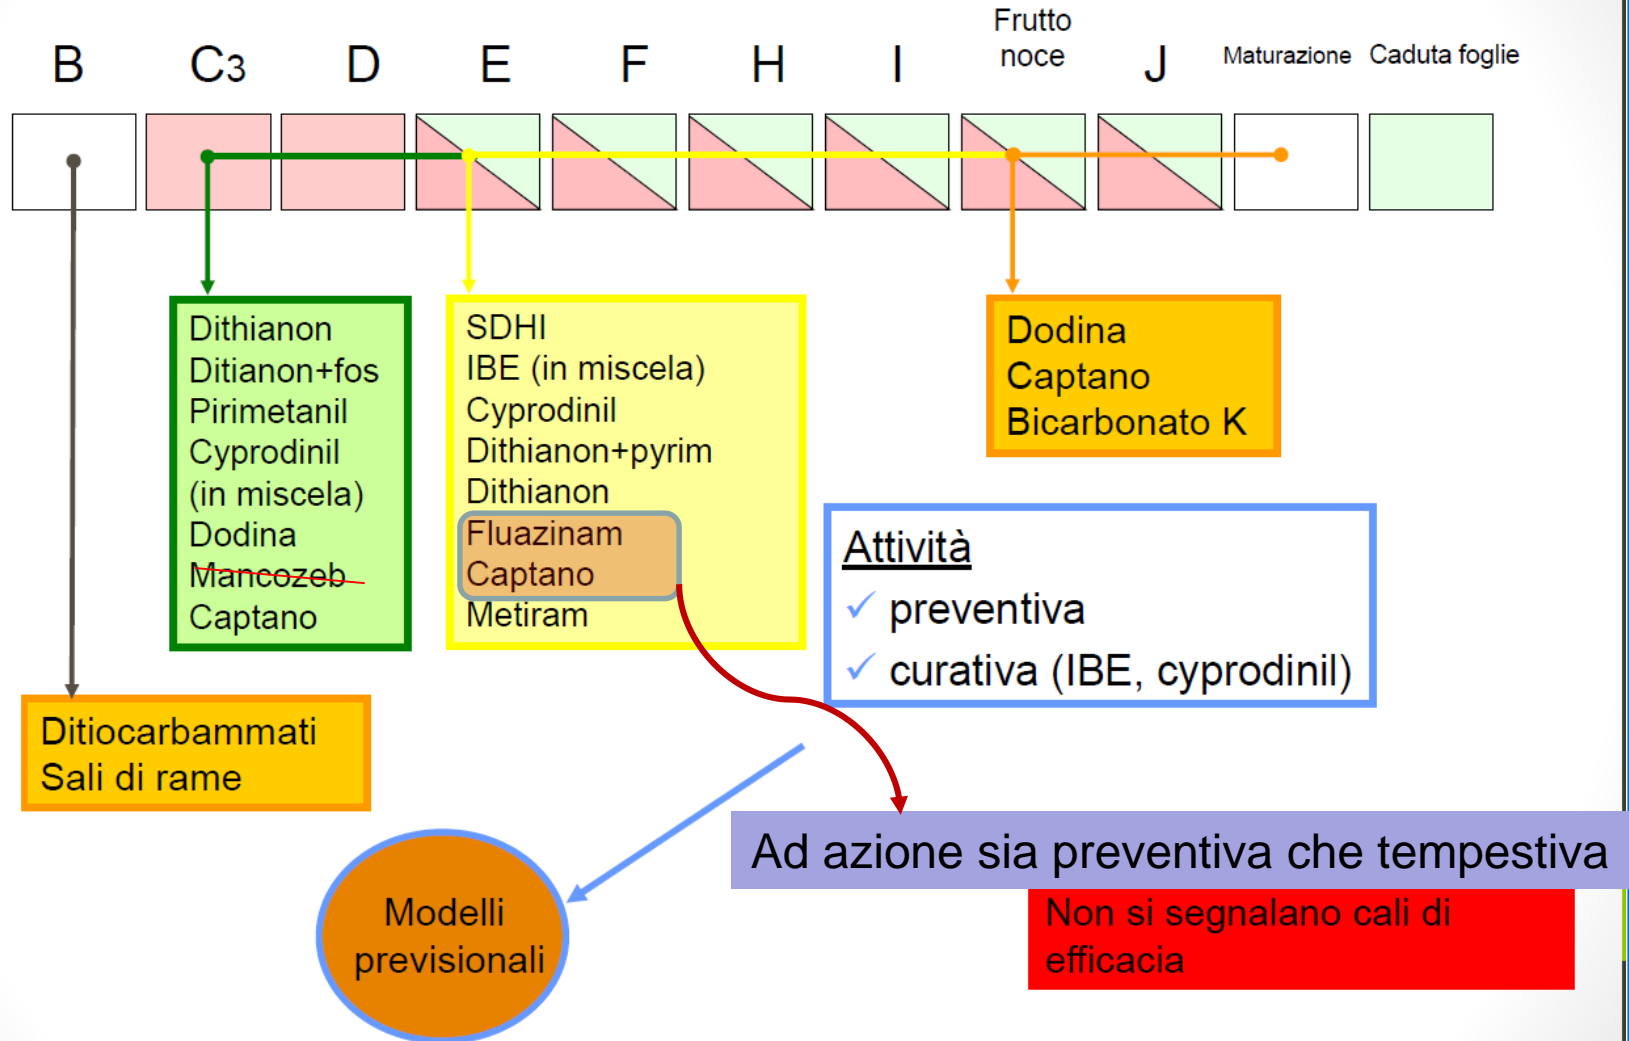 B
C3
D
E
F
H
I
Frutto
noce
J
Maturazione
Caduta foglie
Dithianon
Ditianon+fos
Pirimetanil
Cyprodinil
(in miscela)
Dodina
Mancozeb
Captano
SDHI
IBE (in miscela)
Cyprodinil
Dithianon+pyrim
Dithianon
Fluazinam
Captano
Metiram
Dodina
Captano
Bicarbonato K
Attività
✓ preventiva
✓ curativa (IBE, cyprodinil)
Ditiocarbammati
Sali di rame
Ad azione sia preventiva che tempestiva
Modelli
previsionali
Non si segnalano cali di
efficacia